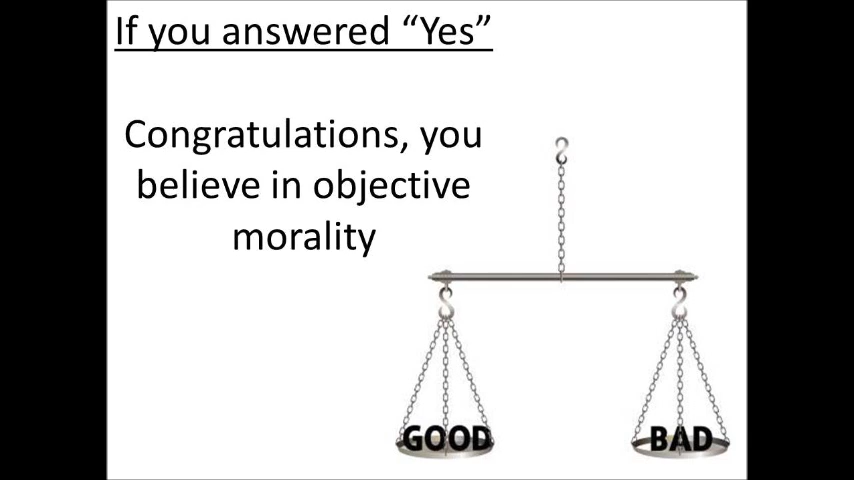 If you answered “Yes”
Congratulations, you
believe in objective
morality
GOOD
BAD